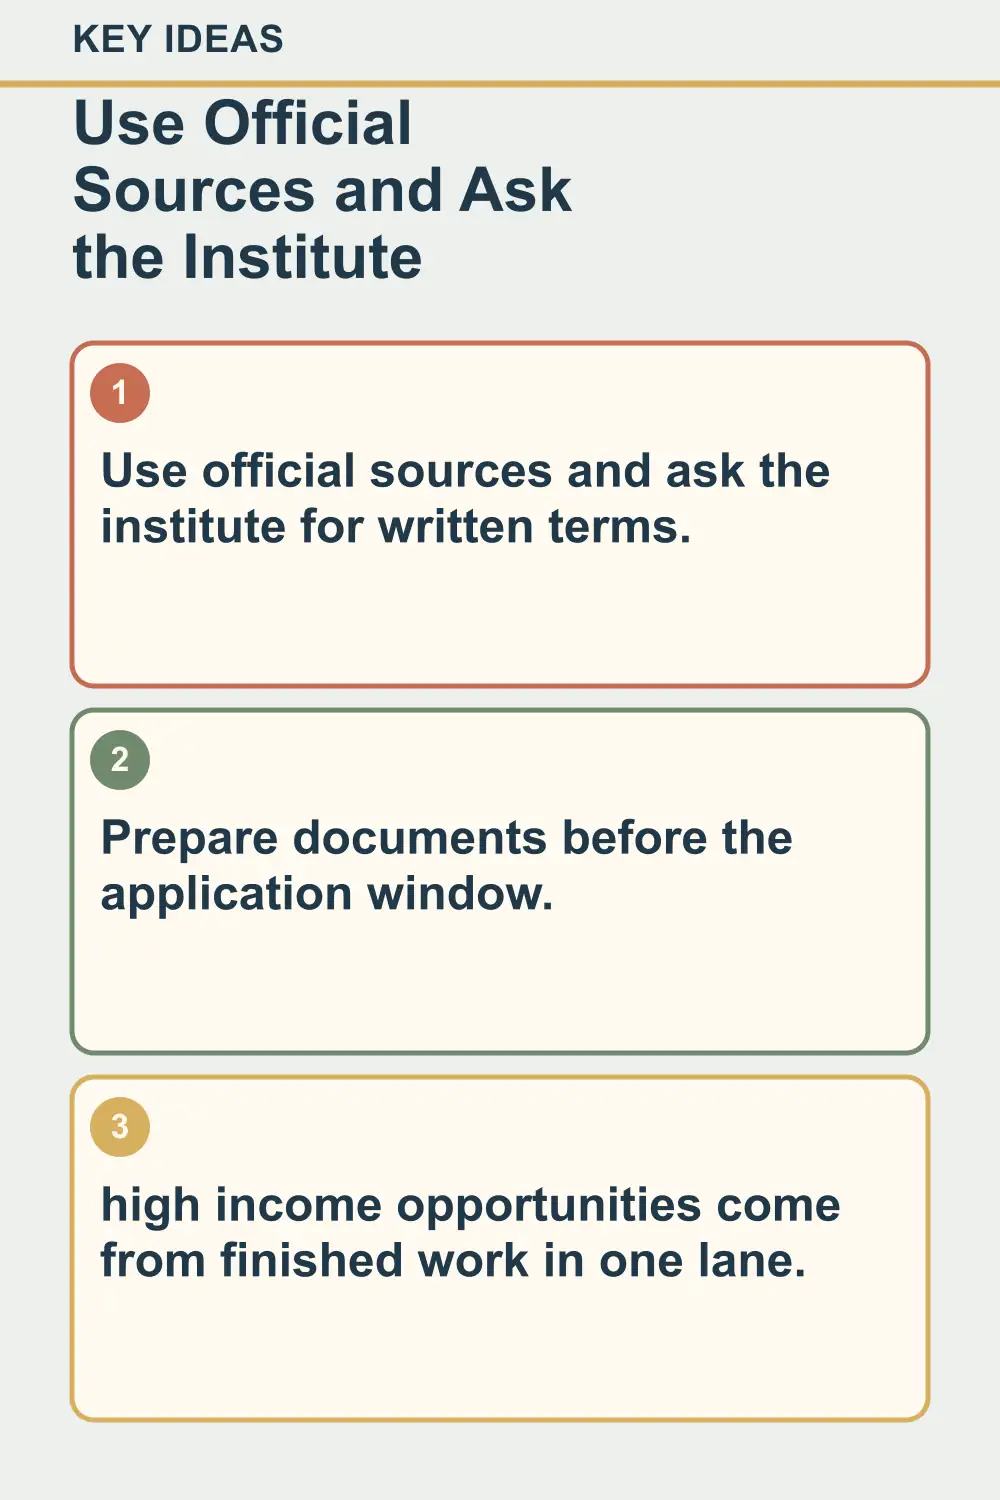 KEY IDEAS
Use Official
Sources and Ask
the Institute
1
Use official sources and ask the
institute for written terms.
2
Prepare documents before the
application window.
3
high income opportunities come
from finished work in one lane.